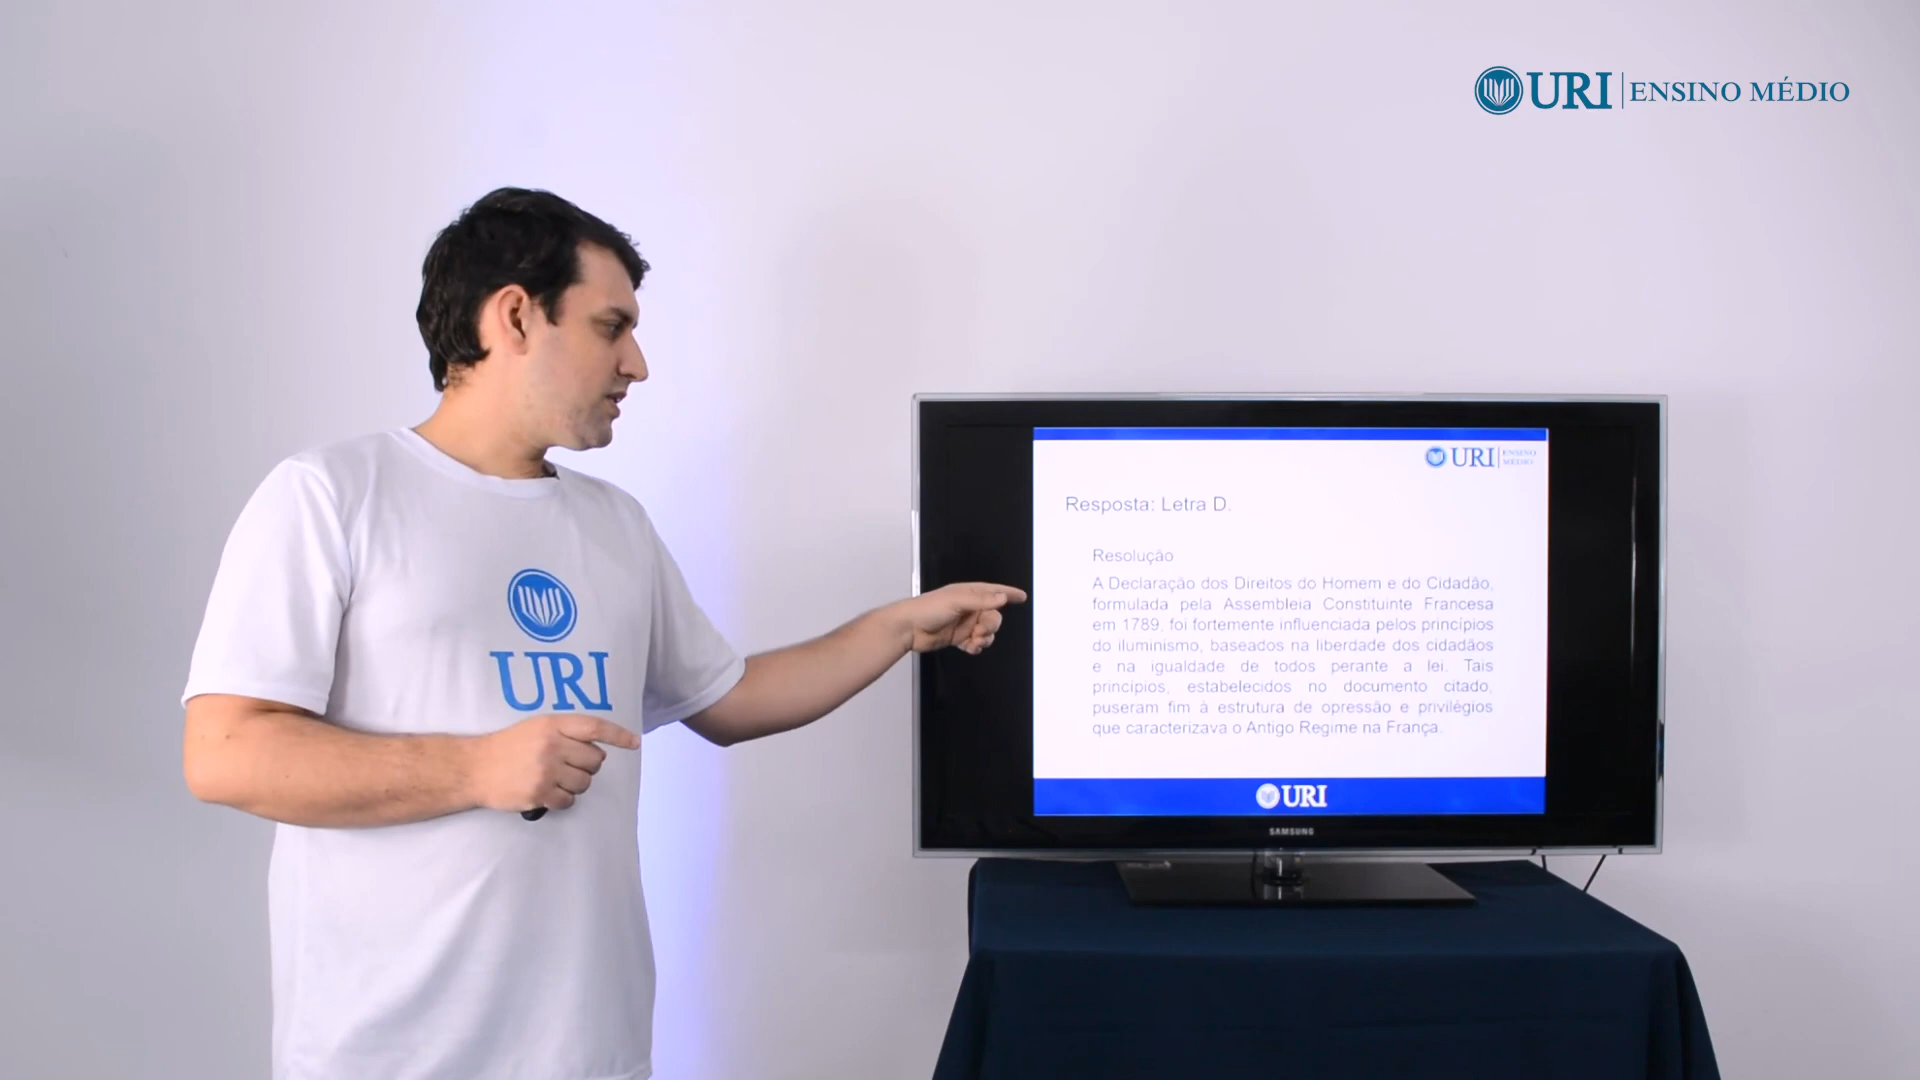 URI ENSINO MÉDIO
URI
URI ENSINO MÉDIO
Resposta: Letra D.
Resolução
A Declaração dos Direitos do Homem e do Cidadão,
formulada pela Assembleia Constituinte Francesa
em 1789, foi fortemente influenciada pelos princípios
do iluminismo, baseados na liberdade dos cidadãos
e na igualdade de todos perante a lei. Tais
princípios, estabelecidos no documento citado,
puseram fim à estrutura de opressão e privilégios
que caracterizava o Antigo Regime na França.
URI
SAMSUNG